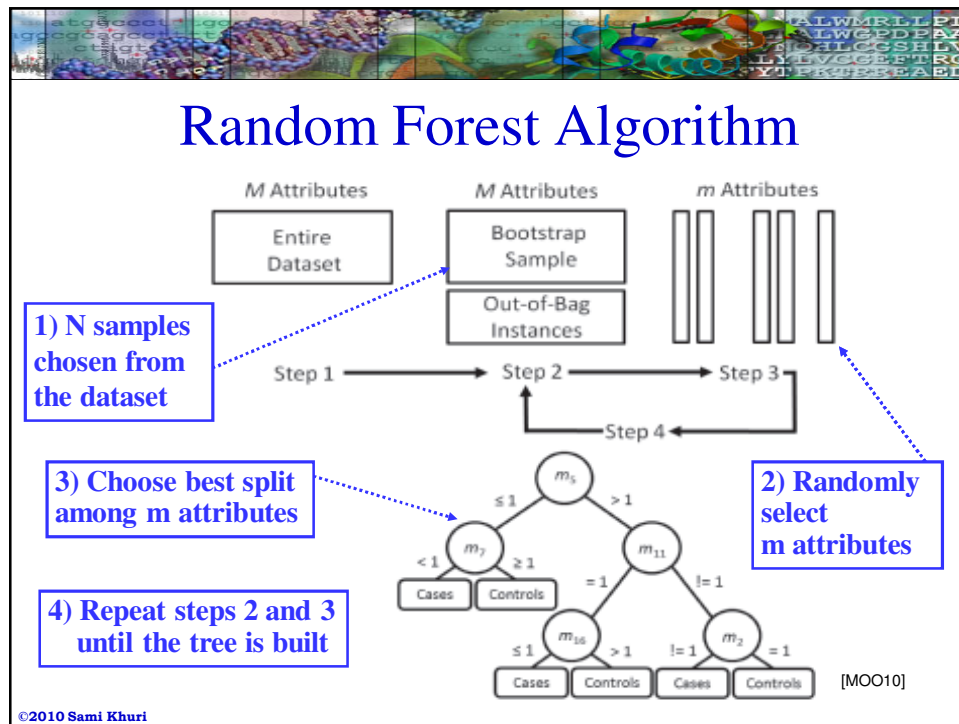 ALWMRLLPI
ALWGPDPAA
LYLVCGERFTRG
Random Forest Algorithm
M Attributes
M Attributes
m Attributes
Entire
Dataset
Bootstrap
Sample
Out-of-Bag
Instances
1) N samples
chosen from
the dataset
Step 1
Step 2
Step 3
Step 4
3) Choose best split
among m attributes
2) Randomly
select
m attributes
m5
≤ 1
> 1
m7
m11
< 1
≥ 1
= 1
!= 1
Cases
Controls
4) Repeat steps 2 and 3
until the tree is built
m16
m2
≤ 1
> 1
!= 1
= 1
Cases
Controls
Cases
Controls
[MOO10]
©2010 Sami Khuri